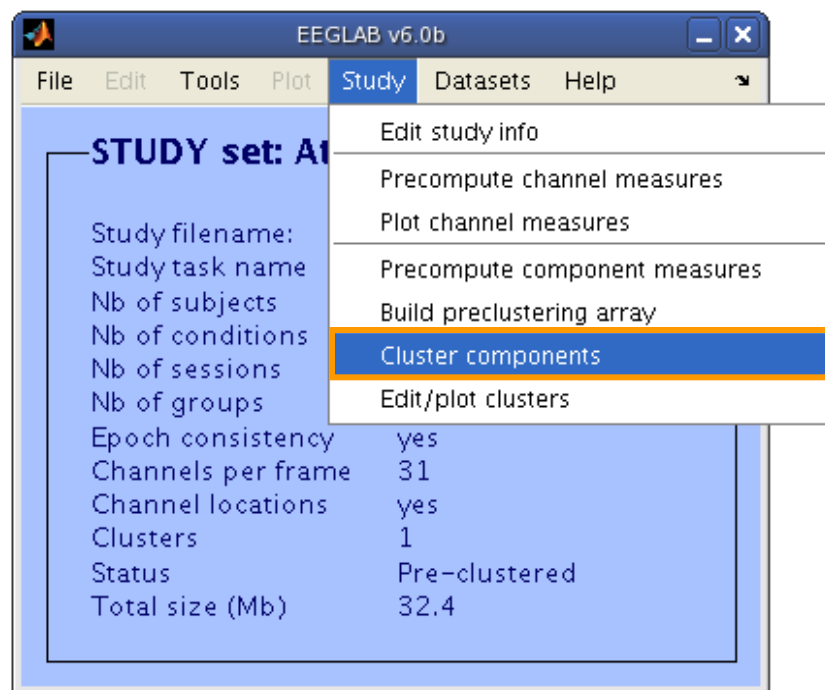 EEGLAB v6.0b
File Edit Tools Plot Study Datasets Help
STUDY set: At
Edit study info
Precompute channel measures
Plot channel measures
Precompute component measures
Build preclustering array
Cluster components
Edit/plot clusters
Study filename:
Study task name
Nb of subjects
Nb of conditions
Nb of sessions
Nb of groups
Epoch consistency yes
Channels per frame 31
Channel locations yes
Clusters 1
Status Pre-clustered
Total size (Mb) 32.4